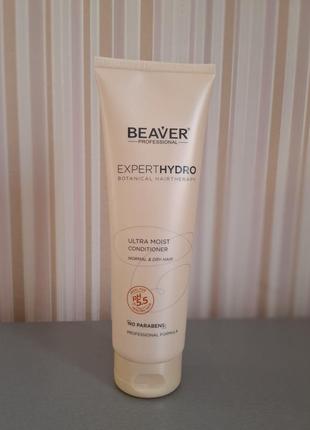 BEAVER®
PROFESSIONAL
EXPERTHYDRO
BOTANICAL HAIRTHERAPY
ULTRA MOIST
CONDITIONER
NORMAL & DRY HAIR
pH
5.5
NO PARABENS
PROFESSIONAL FORMULA